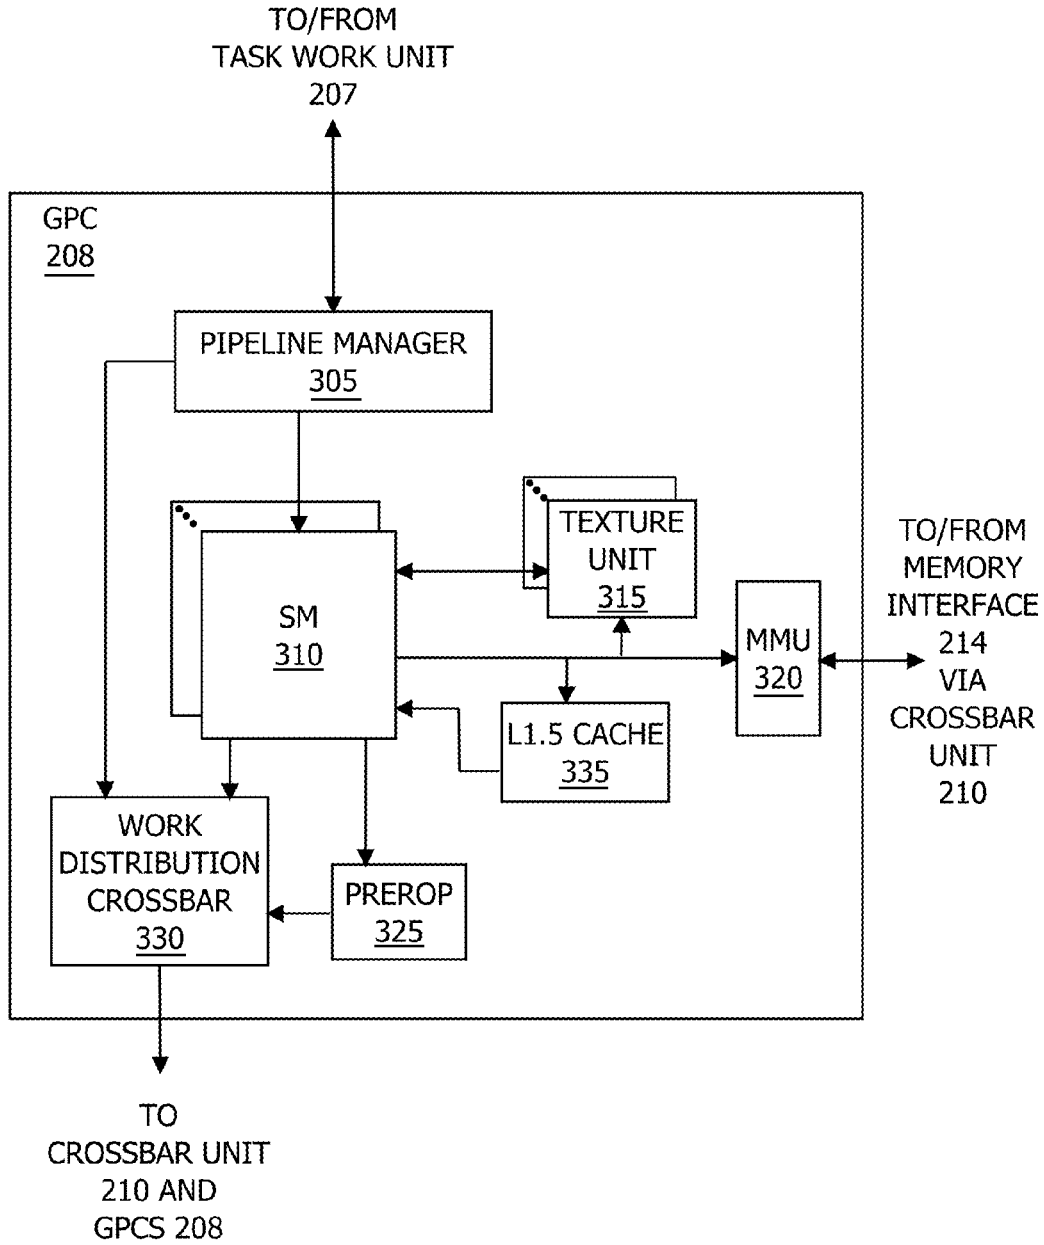 TO/FROM
TASK WORK UNIT
207
GPC
208
PIPELINE MANAGER
305
TEXTURE
UNIT
315
SM
310
MMU
320
TO/FROM
MEMORY
INTERFACE
214
VIA
CROSSBAR
UNIT
210
L1.5 CACHE
335
WORK
DISTRIBUTION
CROSSBAR
330
PREROP
325
TO
CROSSBAR UNIT
210 AND
GPCS 208